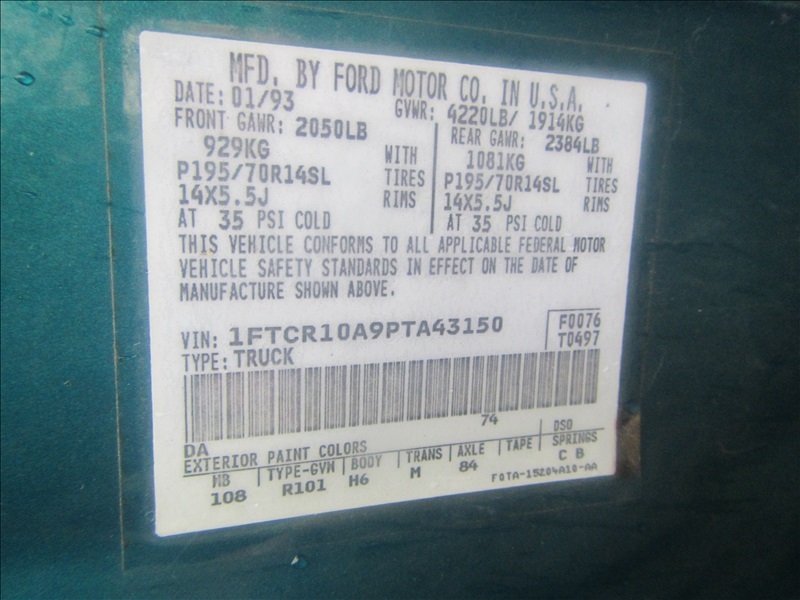 MFD. BY FORD MOTOR CO. IN U.S.A.
DATE: 01/93 GVWR: 4220LB/ 1914KG
FRONT GAWR: 2050LB REAR GAWR: 2384LB
929KG WITH 1081KG WITH
P195/70R14SL TIRES P195/70R14SL TIRES
14X5.5J RIMS 14X5.5J RIMS
AT 35 PSI COLD AT 35 PSI COLD
THIS VEHICLE CONFORMS TO ALL APPLICABLE FEDERAL MOTOR
VEHICLE SAFETY STANDARDS IN EFFECT ON THE DATE OF
MANUFACTURE SHOWN ABOVE.
VIN: 1FTCR10A9PTA43150 F0076
TYPE: TRUCK T0497
74
DA DSO
EXTERIOR PAINT COLORS
WB TYPE-GVW BODY TRANS AXLE TAPE SPRINGS
108 R101 H6 M 84 C B
F0TA-15204A10-AA